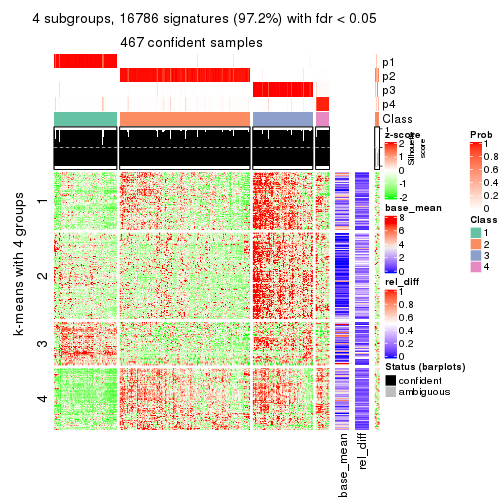 4 subgroups, 16786 signatures (97.2%) with fdr < 0.05
467 confident samples
p1
p2
p3
p4
Class
1
Silhouette
score
k-means with 4 groups
1
2
3
4
base_mean
rel_diff
z-score
2
1
0
-1
-2
base_mean
8
6
4
2
0
rel_diff
1
0.8
0.6
0.4
0.2
0
Status (barplots)
confident
ambiguous
Prob
1
0.8
0.6
0.4
0.2
0
Class
1
2
3
4